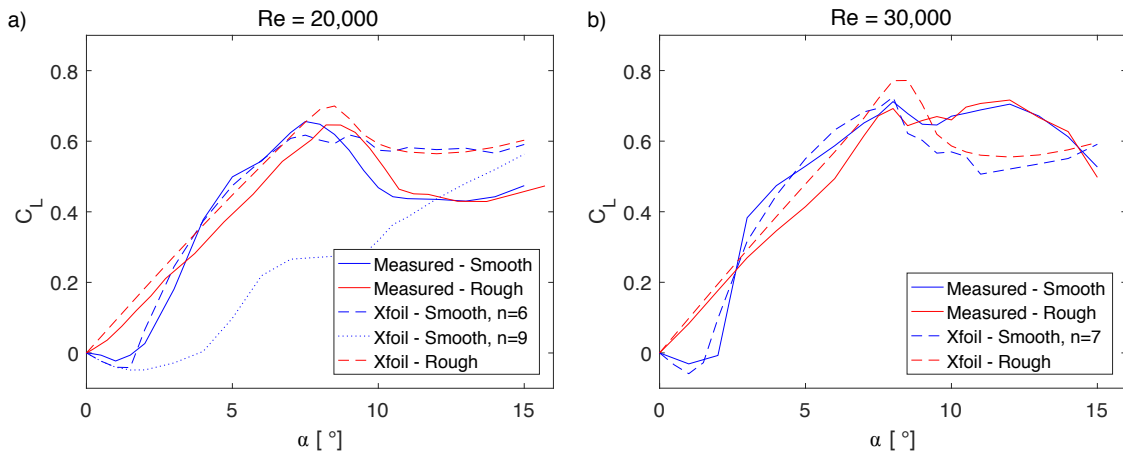 a)
Re = 20,000
C_L
0.8
0.6
0.4
0.2
0
0
5
10
15
α [ °]
Measured - Smooth
Measured - Rough
Xfoil - Smooth, n=6
Xfoil - Smooth, n=9
Xfoil - Rough
b)
Re = 30,000
C_L
0.8
0.6
0.4
0.2
0
0
5
10
15
α [ °]
Measured - Smooth
Measured - Rough
Xfoil - Smooth, n=7
Xfoil - Rough